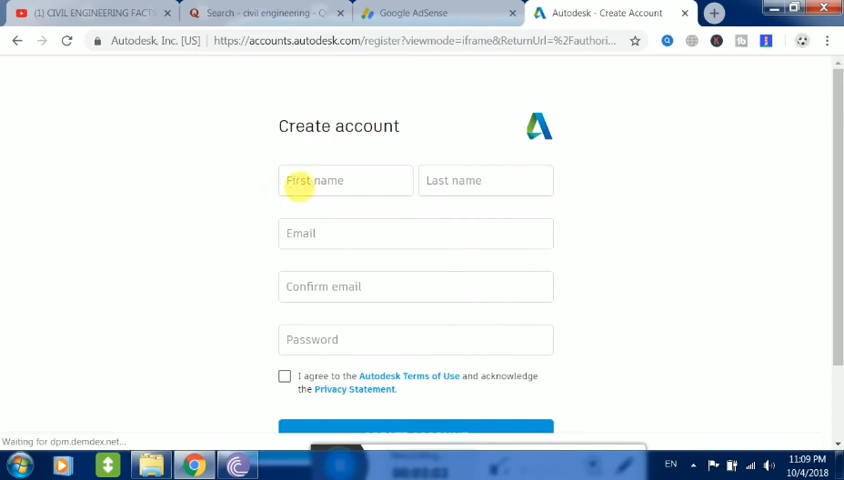 (1) CIVIL ENGINEERING FACT
Search - civil engineering - Q
Google AdSense
Autodesk - Create Account
Autodesk, Inc. [US]
https://accounts.autodesk.com/register?viewmode=iframe&ReturnUrl=%2Fauthori...
Create account
First name
Last name
Email
Confirm email
Password
I agree to the Autodesk Terms of Use and acknowledge
the Privacy Statement.
Waiting for dpm.demdex.net...
EN
11:09 PM
10/4/2018